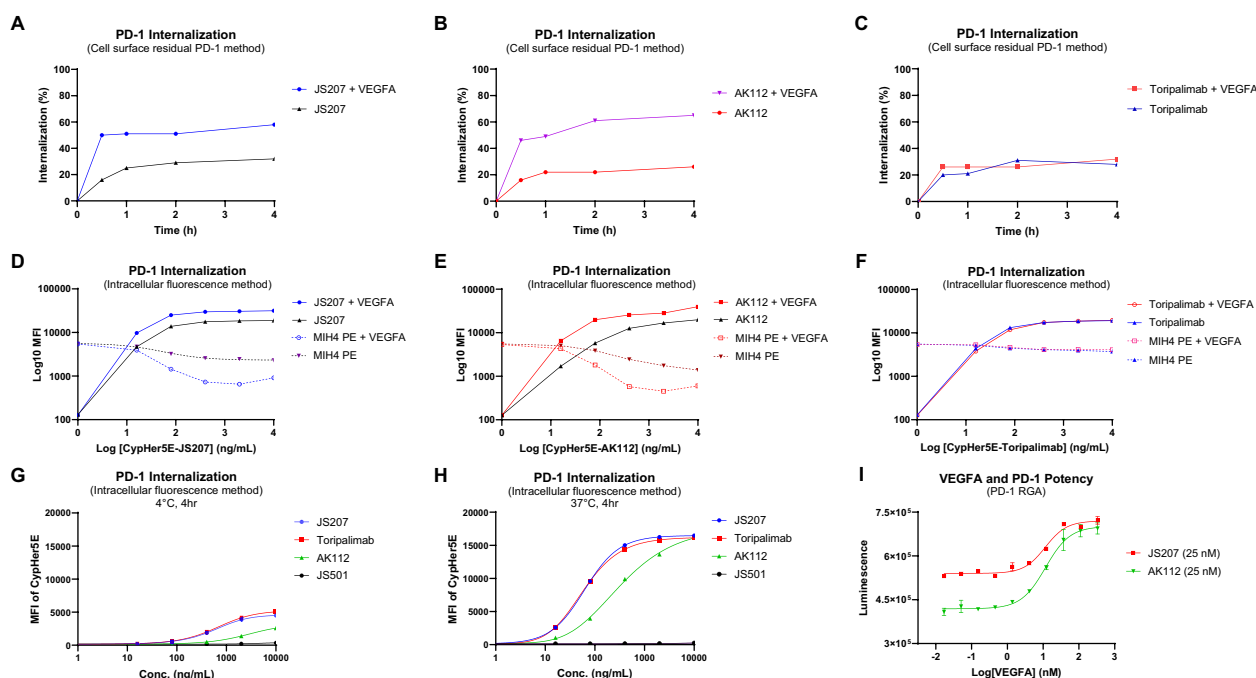 A
PD-1 Internalization
(Cell surface residual PD-1 method)
Internalization (%)
100
80
60
40
20
0
0 1 2 3 4
Time (h)
JS207 + VEGFA
JS207
B
PD-1 Internalization
(Cell surface residual PD-1 method)
Internalization (%)
100
80
60
40
20
0
0 1 2 3 4
Time (h)
AK112 + VEGFA
AK112
C
PD-1 Internalization
(Cell surface residual PD-1 method)
Internalization (%)
100
80
60
40
20
0
0 1 2 3 4
Time (h)
Toripalimab + VEGFA
Toripalimab
D
PD-1 Internalization
(Intracellular fluorescence method)
Log10 MFI
100000
10000
1000
100
0 1 2 3 4
Log [CypHer5E-JS207] (ng/mL)
JS207 + VEGFA
JS207
MIH4 PE + VEGFA
MIH4 PE
E
PD-1 Internalization
(Intracellular fluorescence method)
Log10 MFI
100000
10000
1000
100
0 1 2 3 4
Log [CypHer5E-AK112] (ng/mL)
AK112 + VEGFA
AK112
MIH4 PE + VEGFA
MIH4 PE
F
PD-1 Internalization
(Intracellular fluorescence method)
Log10 MFI
100000
10000
1000
100
0 1 2 3 4
Log [CypHer5E-Toripalimab] (ng/mL)
Toripalimab + VEGFA
Toripalimab
MIH4 PE + VEGFA
MIH4 PE
G
PD-1 Internalization
(Intracellular fluorescence method)
4°C, 4hr
MFI of CypHer5E
20000
15000
10000
5000
0
1 10 100 1000 10000
Conc. (ng/mL)
JS207
Toripalimab
AK112
JS501
H
PD-1 Internalization
(Intracellular fluorescence method)
37°C, 4hr
MFI of CypHer5E
20000
15000
10000
5000
0
1 10 100 1000 10000
Conc. (ng/mL)
JS207
Toripalimab
AK112
JS501
I
VEGFA and PD-1 Potency
(PD-1 RGA)
Luminescence
7.5×10⁵
6×10⁵
4.5×10⁵
3×10⁵
-2 -1 0 1 2 3
Log[VEGFA] (nM)
JS207 (25 nM)
AK112 (25 nM)